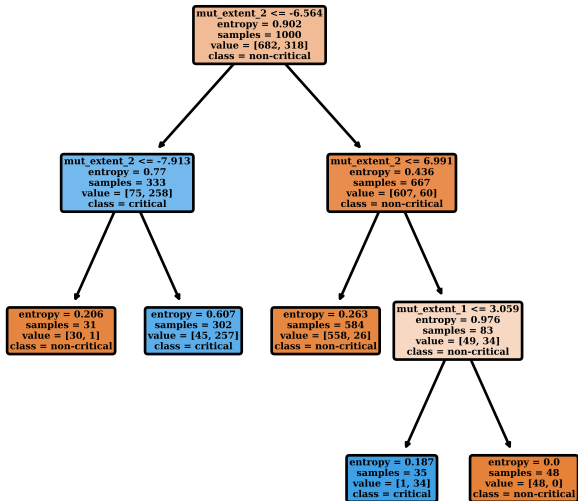 mut_extent_2 <= -6.564
entropy = 0.902
samples = 1000
value = [682, 318]
class = non-critical
mut_extent_2 <= -7.913
entropy = 0.77
samples = 333
value = [75, 258]
class = critical
mut_extent_2 <= 6.991
entropy = 0.436
samples = 667
value = [607, 60]
class = non-critical
entropy = 0.206
samples = 31
value = [30, 1]
class = non-critical
entropy = 0.607
samples = 302
value = [45, 257]
class = critical
entropy = 0.263
samples = 584
value = [558, 26]
class = non-critical
mut_extent_1 <= 3.059
entropy = 0.976
samples = 83
value = [49, 34]
class = non-critical
entropy = 0.187
samples = 35
value = [1, 34]
class = critical
entropy = 0.0
samples = 48
value = [48, 0]
class = non-critical